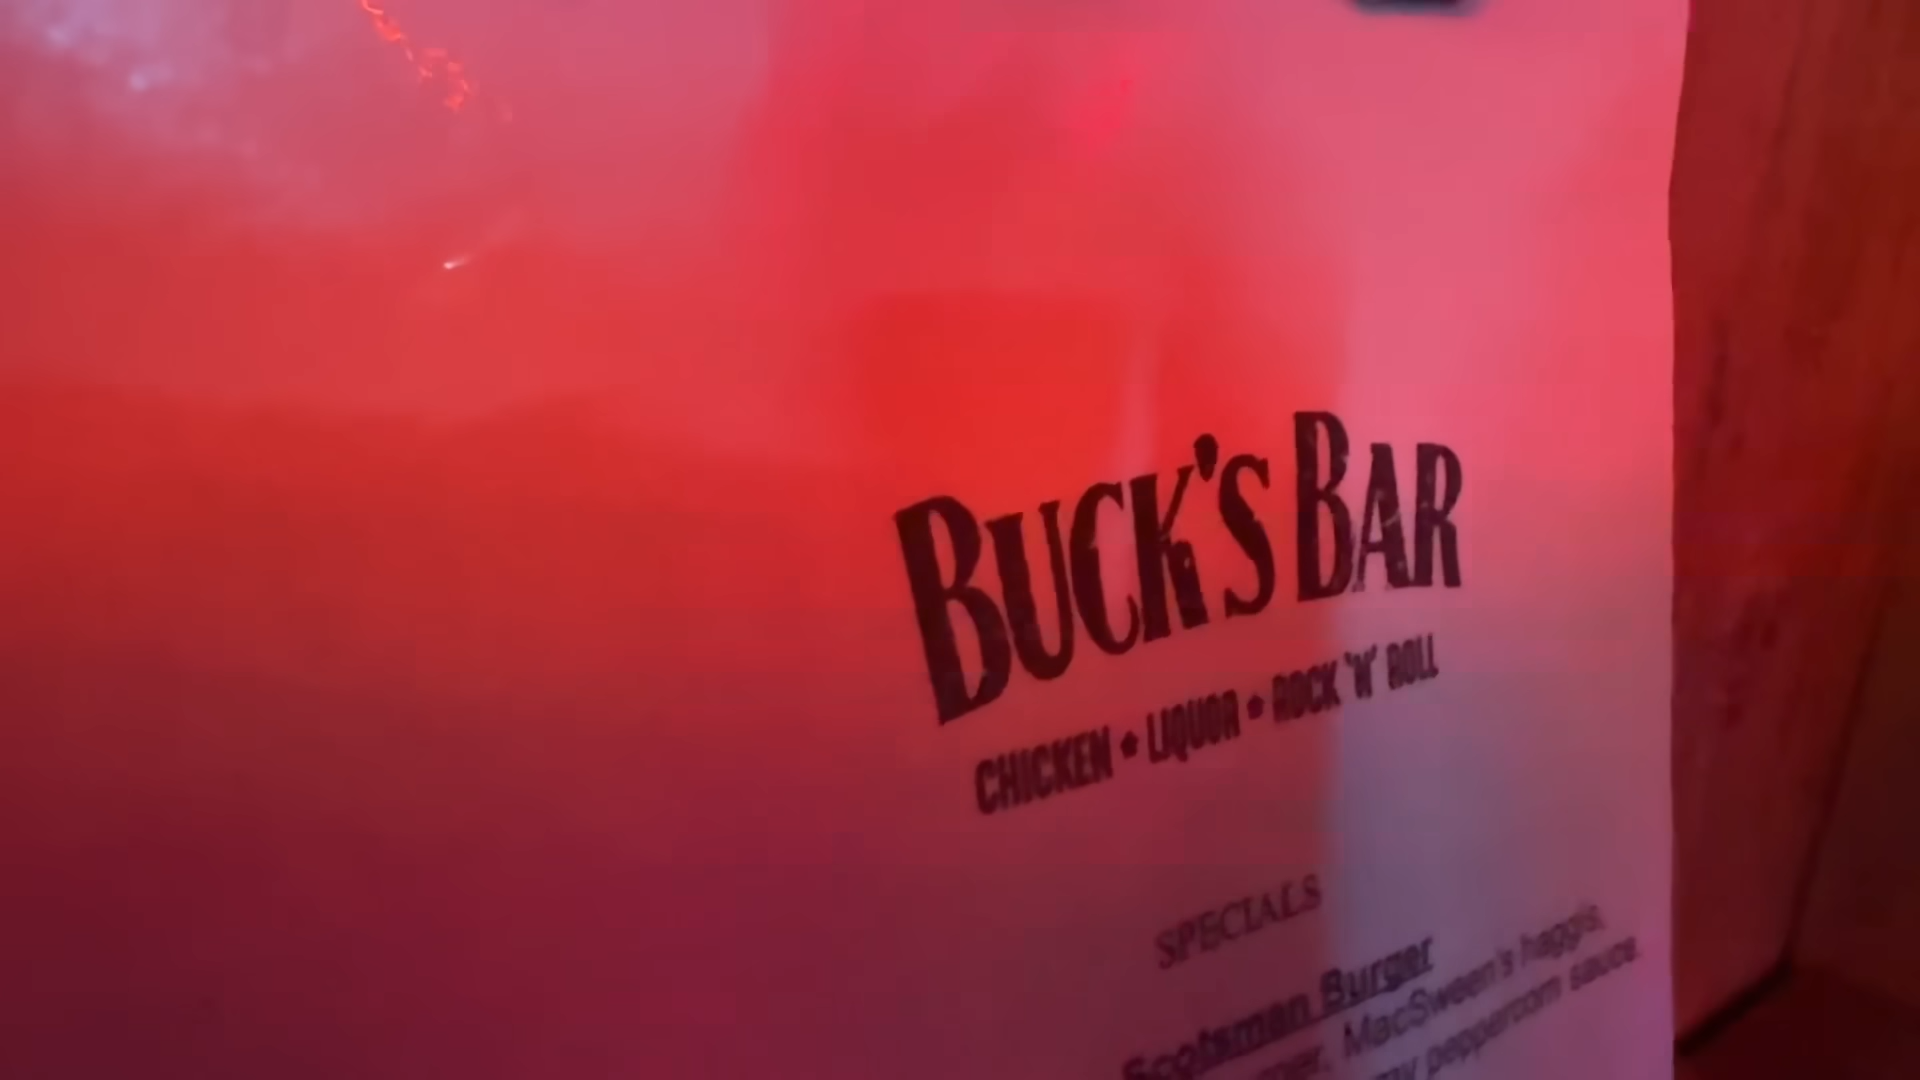 BUCK'S BAR
CHICKEN • LIQUOR • ROCK 'N' ROLL
SPECIALS
Scotsman Burger
MacSween's haggis,
peppercorn sauce.